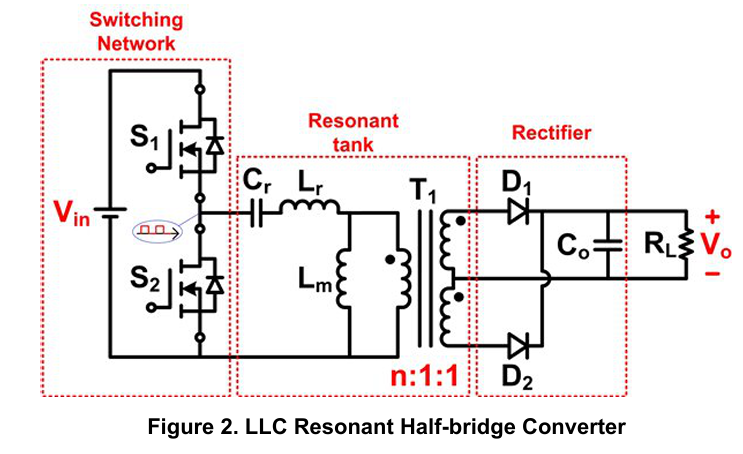 Switching
Network
Resonant
tank
Rectifier
S1
Cr
Lr
T1
D1
Vin
+
Co
RL
Vo
S2
Lm
−
n:1:1
D2
Figure 2. LLC Resonant Half-bridge Converter